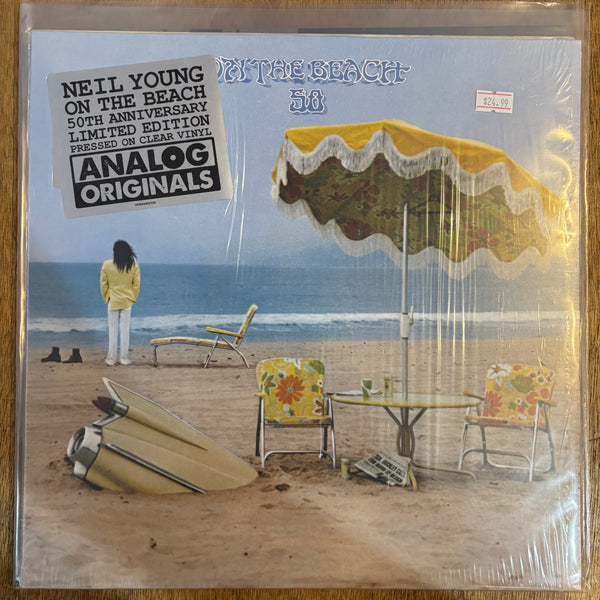 NEIL YOUNG
ON THE BEACH
50TH ANNIVERSARY
LIMITED EDITION
PRESSED ON CLEAR VINYL
ANALOG
ORIGINALS
ON THE BEACH
50
$24.99